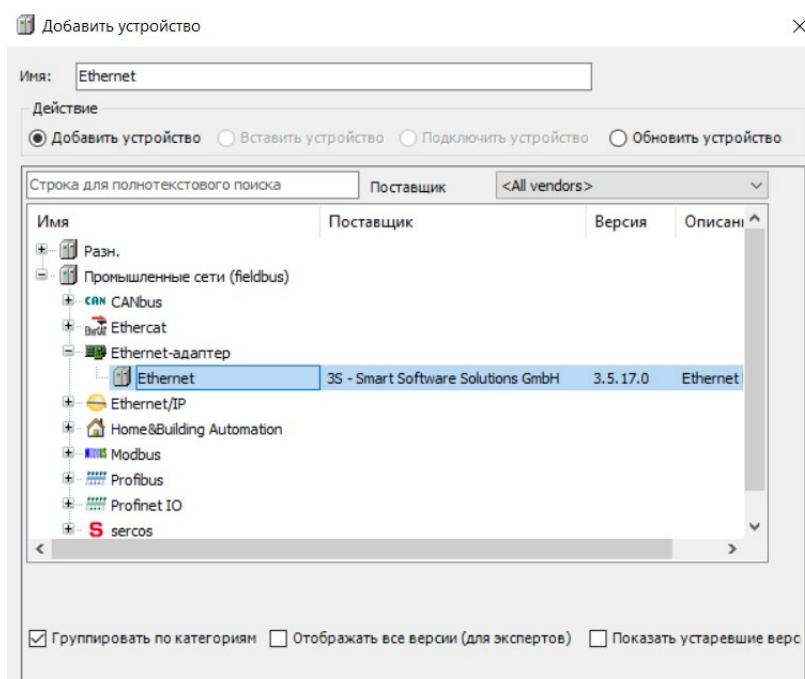 Добавить устройство
Имя: Ethernet
Действие
Добавить устройство Вставить устройство Подключить устройство Обновить устройство
Строка для полнотекстового поиска Поставщик <All vendors>
Имя Поставщик Версия Описани
Разн.
Промышленные сети (fieldbus)
CAN CANbus
Ethercat
Ethernet-адаптер
Ethernet 3S - Smart Software Solutions GmbH 3.5.17.0 Ethernet
Ethernet/IP
Home&Building Automation
Modbus
Profibus
Profinet IO
S sercos
Группировать по категориям Отображать все версии (для экспертов) Показать устаревшие верс